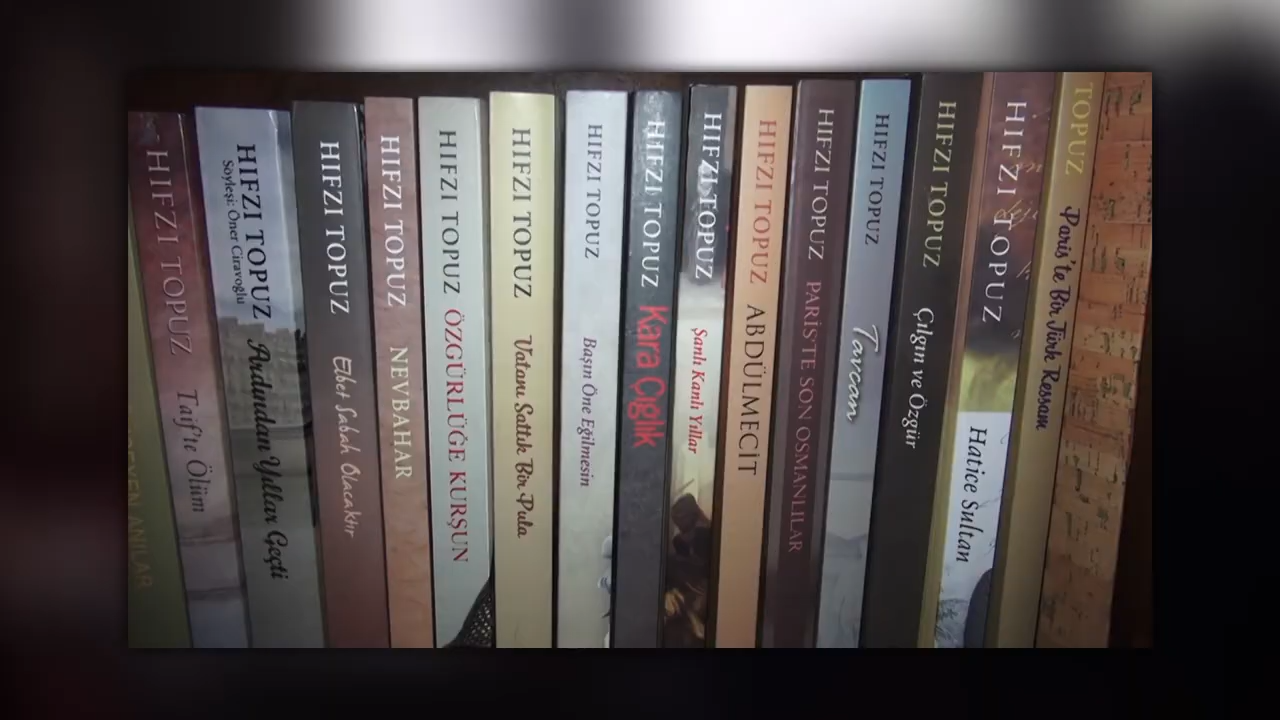 HIFZI TOPUZ Taif'te Ölüm
HIFZI TOPUZ Ardından Yıllar Geçti
Söyleşi: Öner Ciravoğlu
HIFZI TOPUZ Elbet Sabah Olacaktır
HIFZI TOPUZ NEVBAHAR
HIFZI TOPUZ ÖZGÜRLÜĞE KURŞUN
HIFZI TOPUZ Vatanı Sattık Bir Pula
HIFZI TOPUZ Başın Öne Eğilmesin
HIFZI TOPUZ Kara Çığlık
HIFZI TOPUZ Şanlı Kanlı Yıllar
HIFZI TOPUZ ABDÜLMECİT
HIFZI TOPUZ PARİS'TE SON OSMANLILAR
HIFZI TOPUZ Tavcan
HIFZI TOPUZ Çılgın ve Özgür
HIFZI TOPUZ Hatice Sultan
TOPUZ Paris'te Bir Türk Ressam